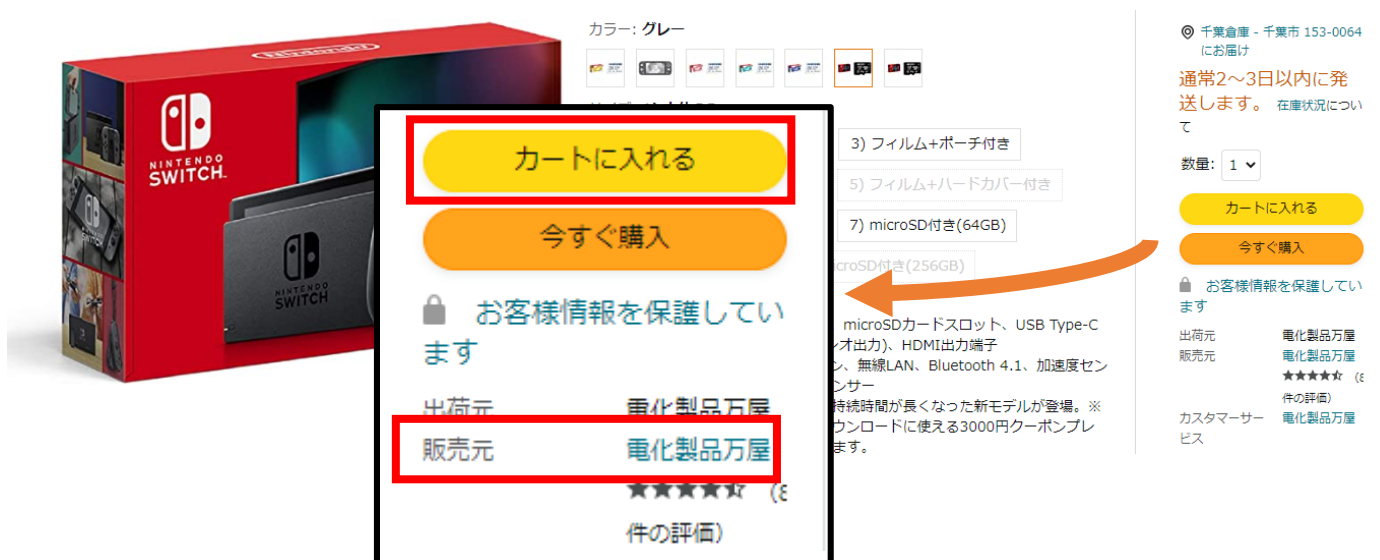 Nintendo
NINTENDO
SWITCH
NINTENDO
SWITCH
カラー: グレー
3) フィルム+ポーチ付き
5) フィルム+ハードカバー付き
7) microSD付き(64GB)
croSD付き(256GB)
microSDカードスロット、USB Type-C
オ出力)、HDMI出力端子
、無線LAN、Bluetooth 4.1、加速度セン
ンサー
持続時間が長くなった新モデルが登場。※
ウンロードに使える3000円クーポンプレ
ます。
カートに入れる
今すぐ購入
お客様情報を保護してい
ます
出荷元 電化製品万屋
販売元 電化製品万屋
★★★★☆ (8
件の評価)
千葉倉庫 - 千葉市 153-0064
にお届け
通常2～3日以内に発
送します。 在庫状況につい
て
数量: 1
カートに入れる
今すぐ購入
お客様情報を保護してい
ます
出荷元 電化製品万屋
販売元 電化製品万屋
★★★★☆ (8
件の評価)
カスタマーサー 電化製品万屋
ビス